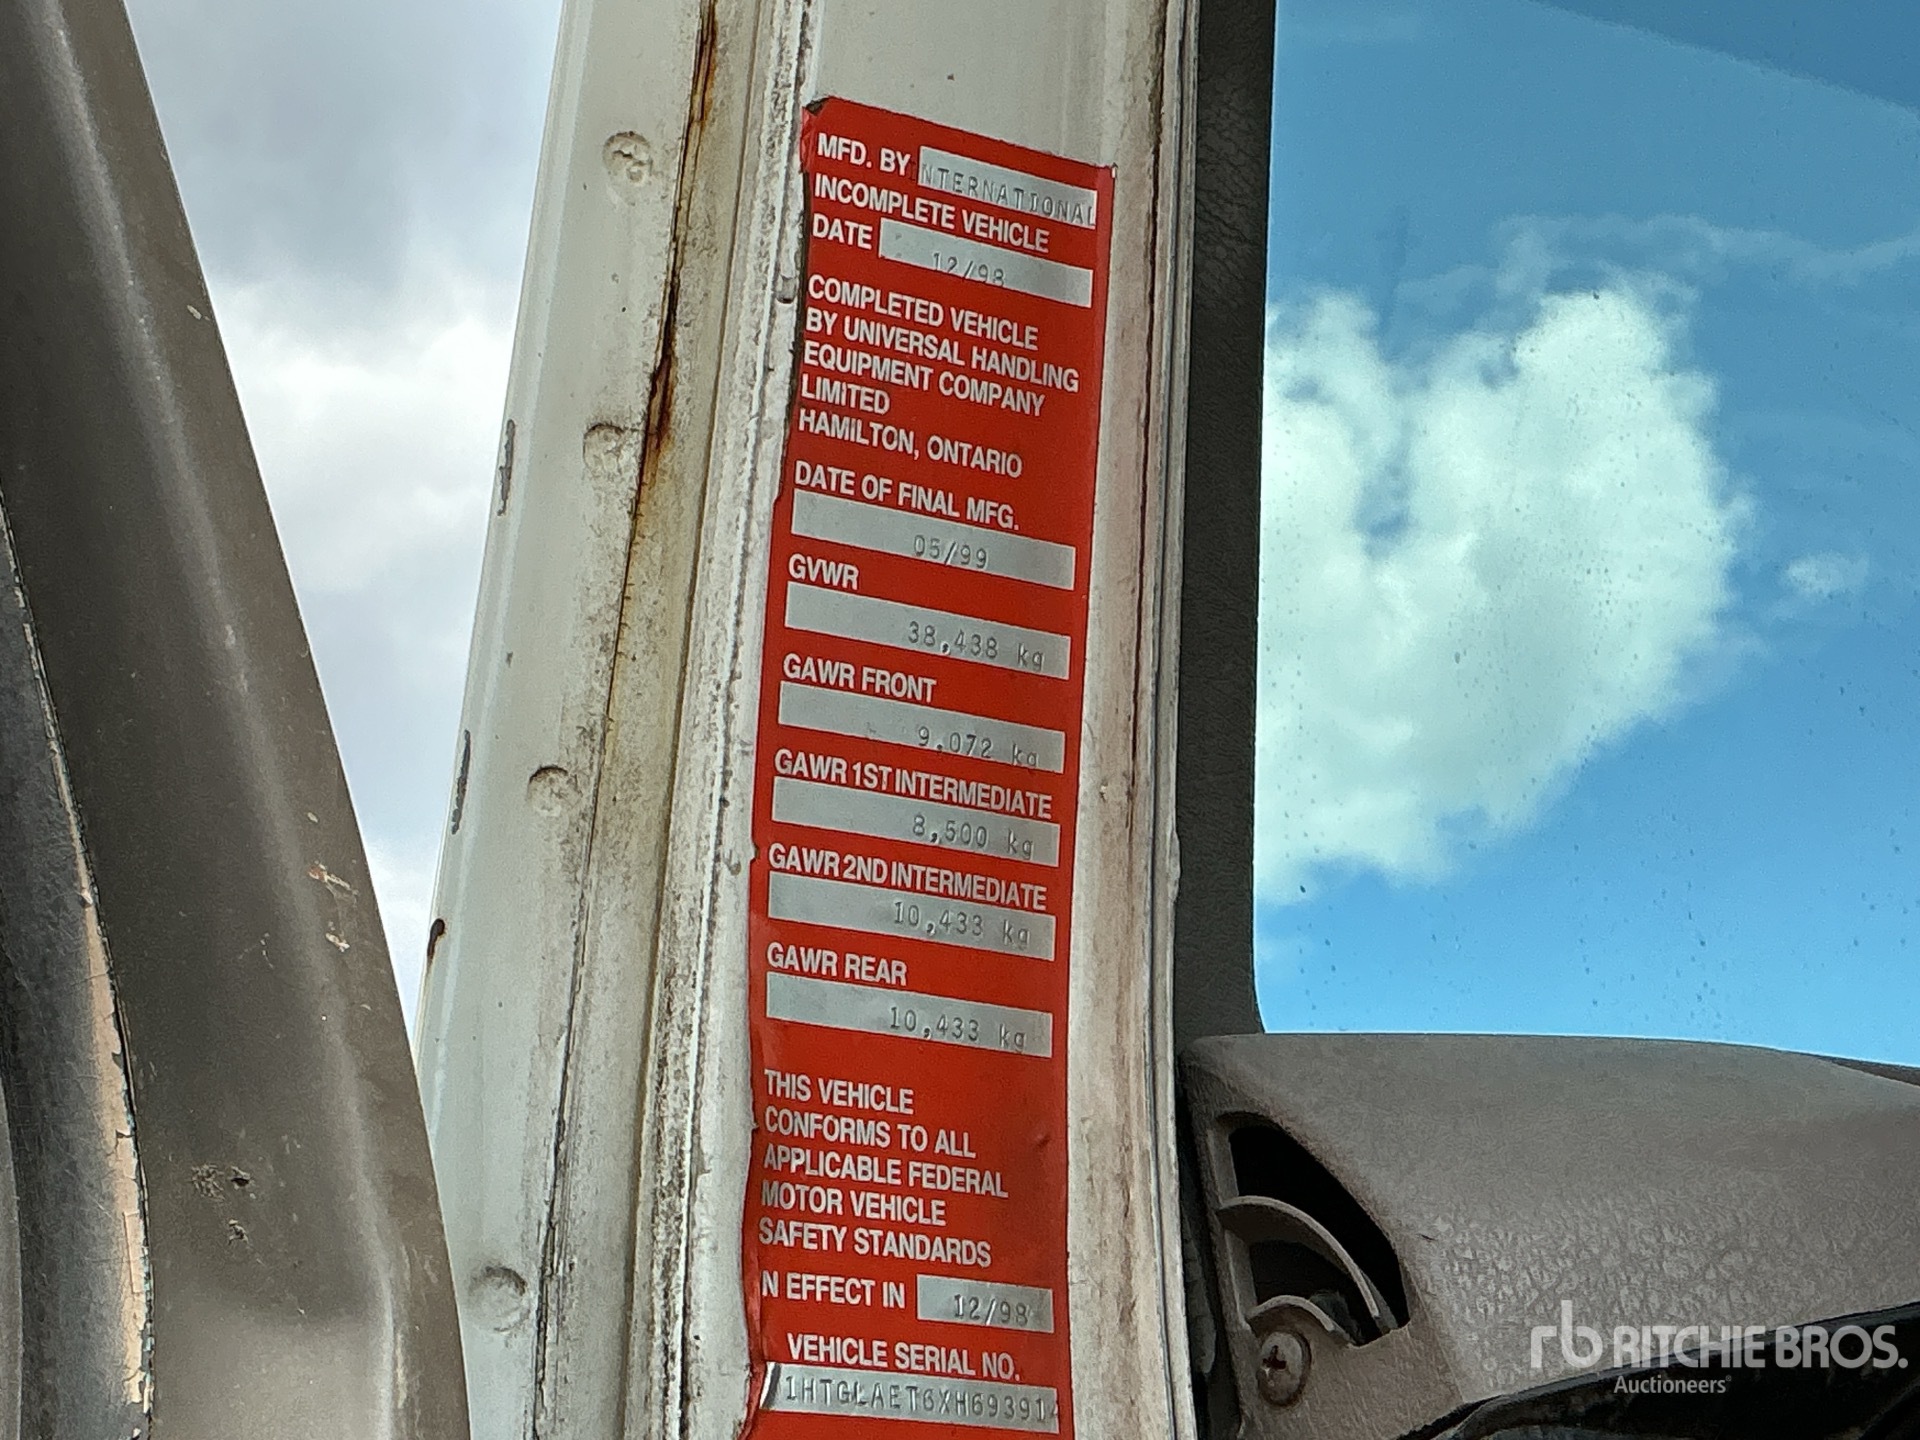 MFD. BY NTERNATIONAL
INCOMPLETE VEHICLE
DATE 12/98
COMPLETED VEHICLE
BY UNIVERSAL HANDLING
EQUIPMENT COMPANY
LIMITED
HAMILTON, ONTARIO
DATE OF FINAL MFG.
05/99
GVWR
38,438 kg
GAWR FRONT
9,072 kg
GAWR 1ST INTERMEDIATE
8,500 kg
GAWR 2ND INTERMEDIATE
10,433 kg
GAWR REAR
10,433 kg
THIS VEHICLE
CONFORMS TO ALL
APPLICABLE FEDERAL
MOTOR VEHICLE
SAFETY STANDARDS
N EFFECT IN 12/98
VEHICLE SERIAL NO.
1HTGLAET6XH693914
rb RITCHIE BROS.
Auctioneers